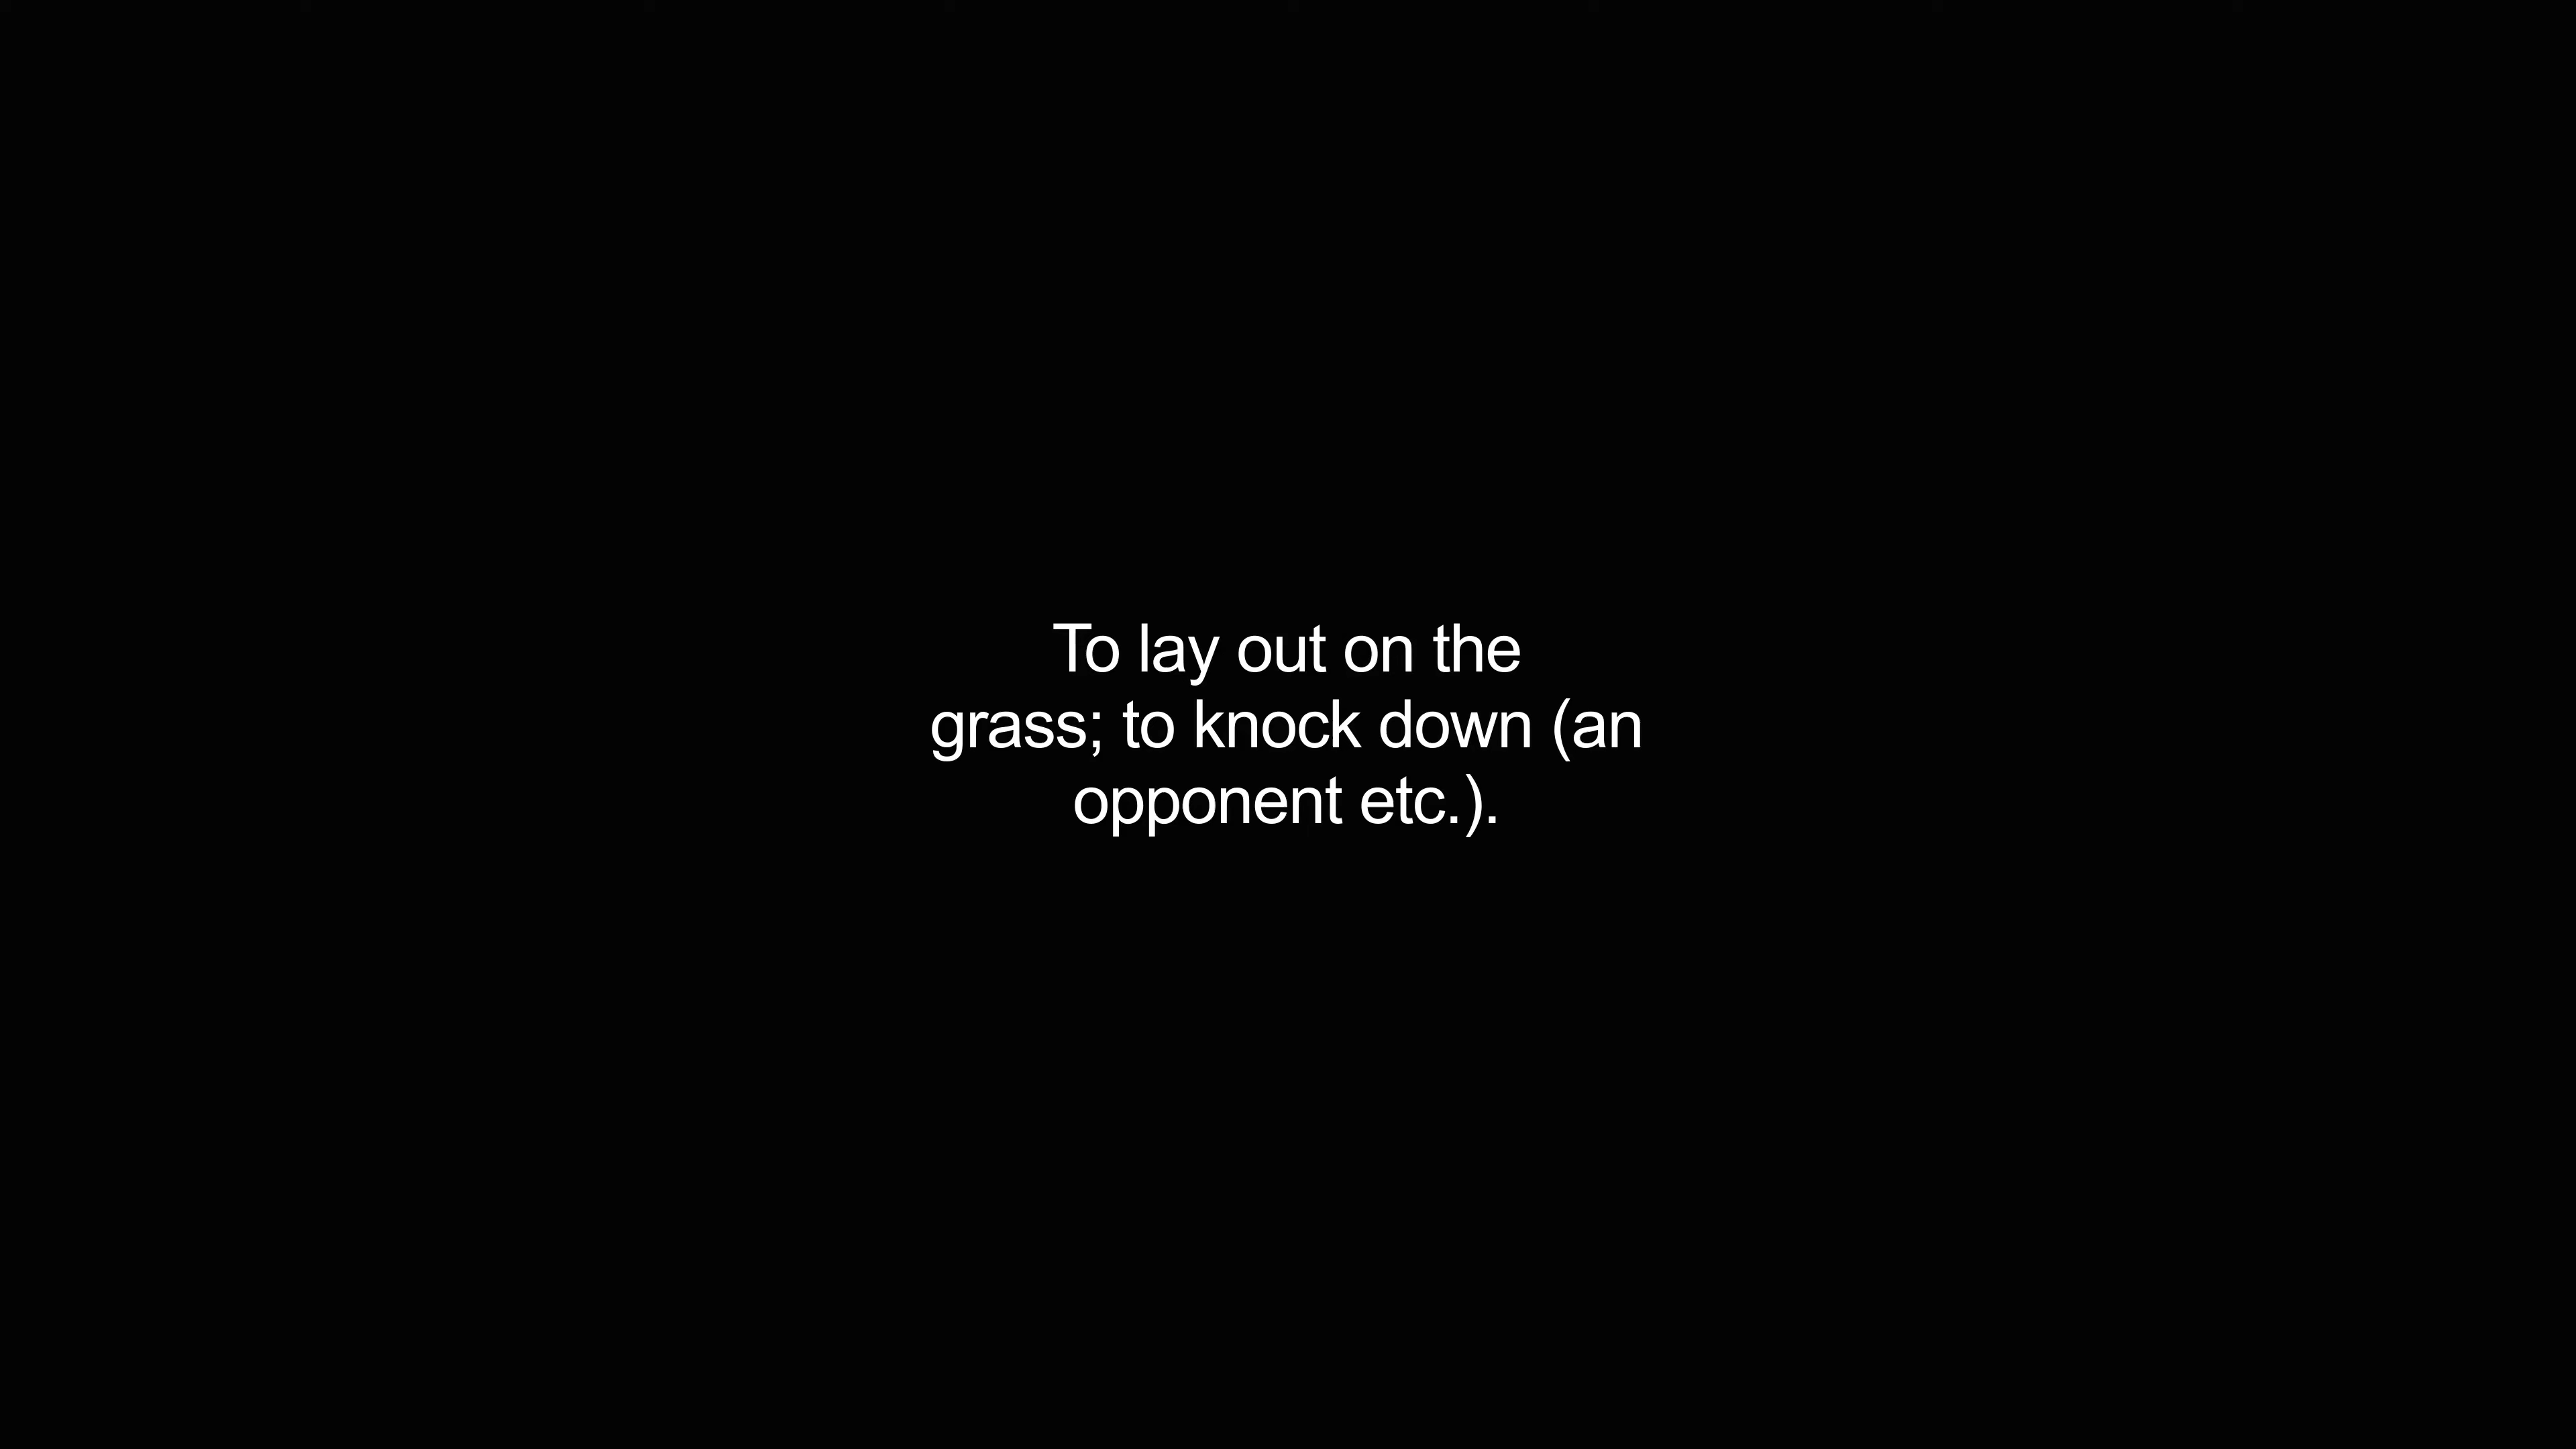 To lay out on the
grass; to knock down (an
opponent etc.).